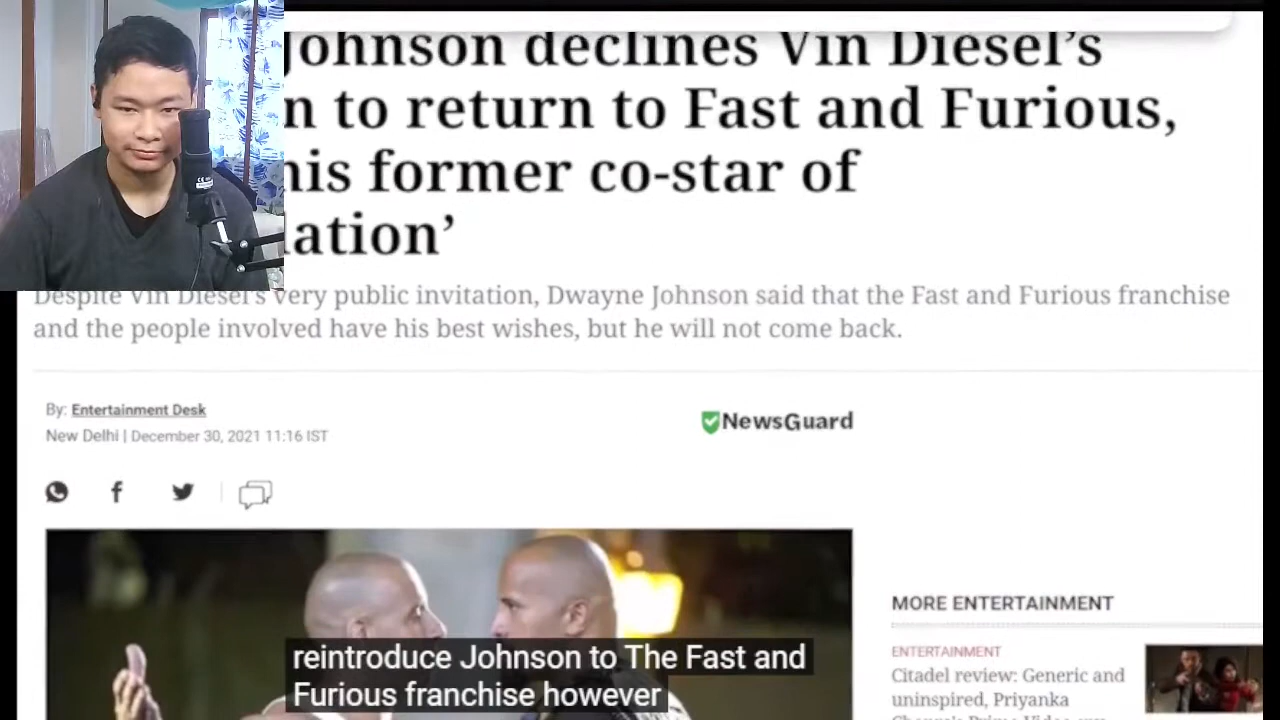 Johnson declines Vin Diesel’s
n to return to Fast and Furious,
his former co-star of
lation’
Despite Vin Diesel’s very public invitation, Dwayne Johnson said that the Fast and Furious franchise
and the people involved have his best wishes, but he will not come back.
By: Entertainment Desk
New Delhi | December 30, 2021 11:16 IST
NewsGuard
reintroduce Johnson to The Fast and
Furious franchise however
MORE ENTERTAINMENT
ENTERTAINMENT
Citadel review: Generic and
uninspired, Priyanka